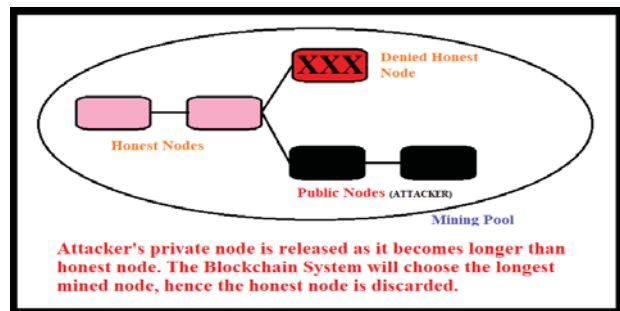 XXX
Denied Honest
Node
Honest Nodes
Public Nodes (ATTACKER)
Mining Pool
Attacker's private node is released as it becomes longer than
honest node. The Blockchain System will choose the longest
mined node, hence the honest node is discarded.